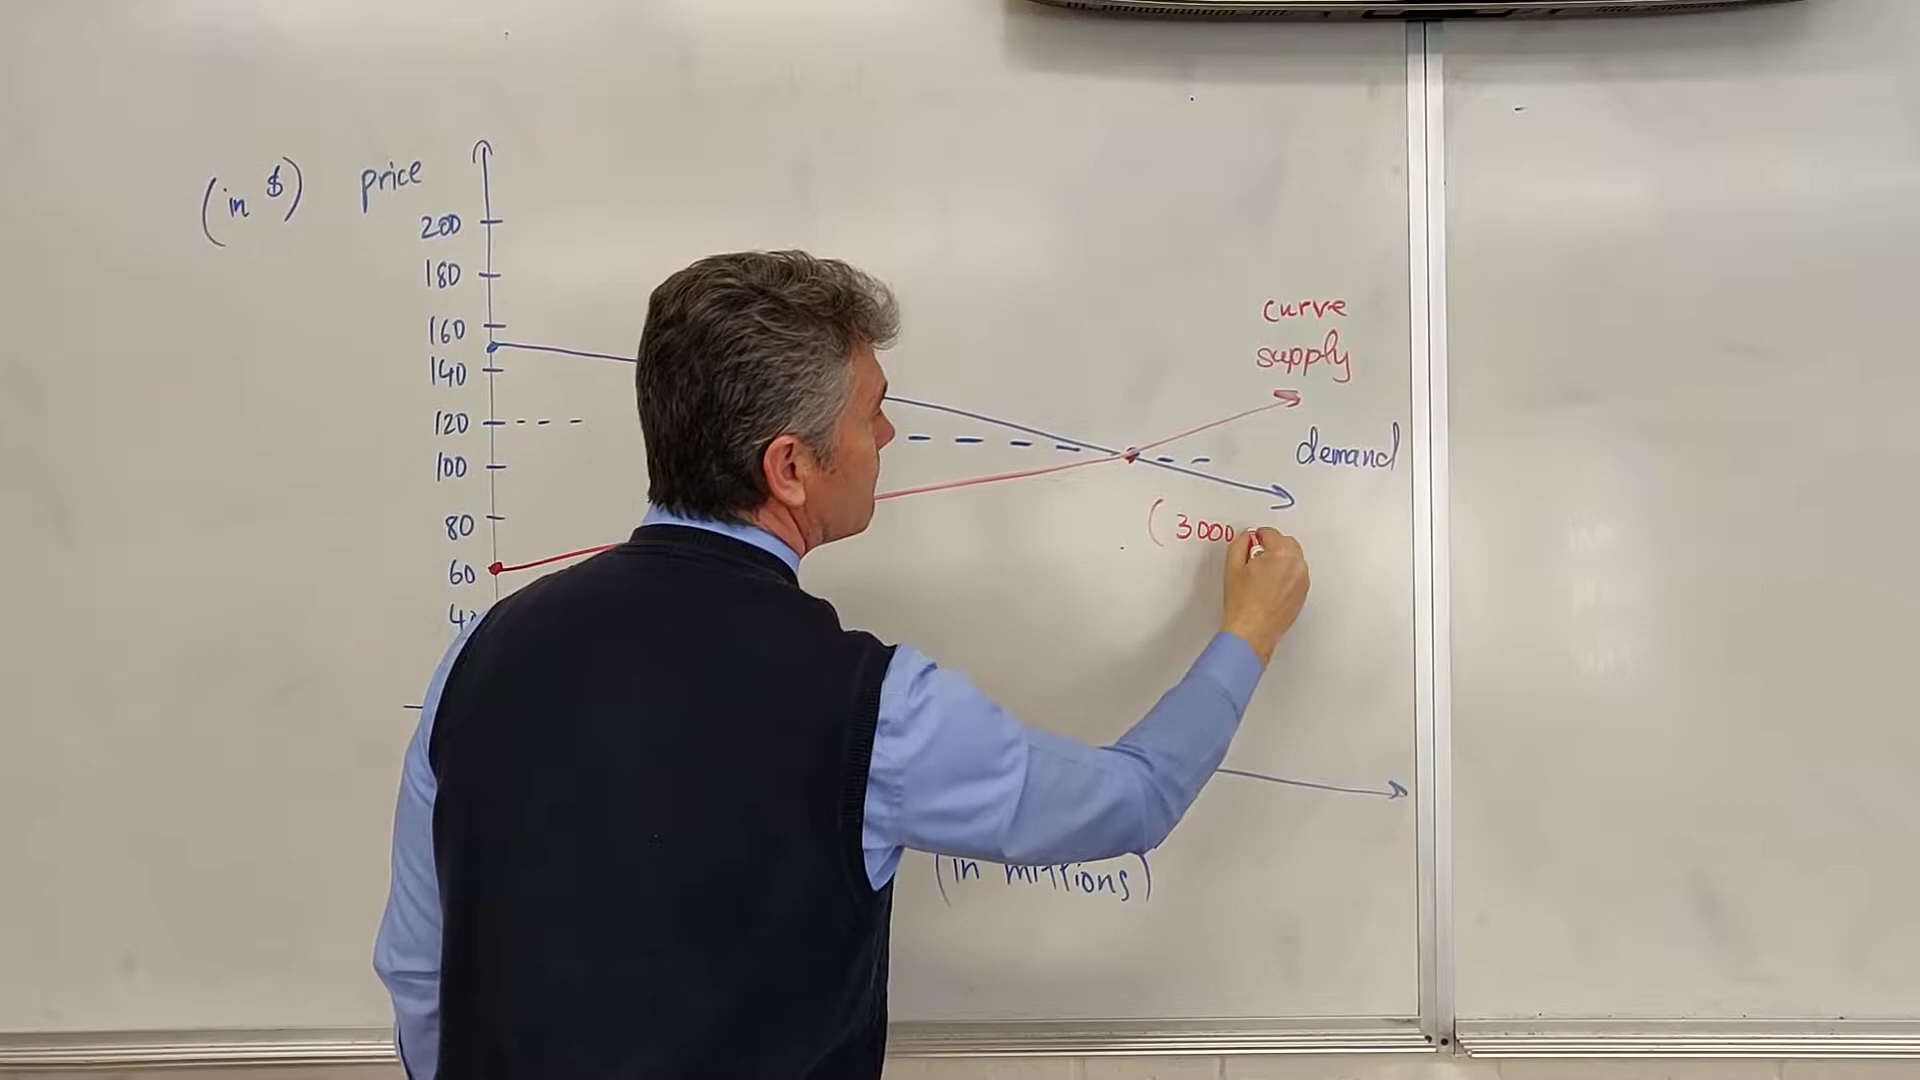 (in $) price
200
180
160
140
120
100
80
60
curve
supply
demand
(3000
(in millions)